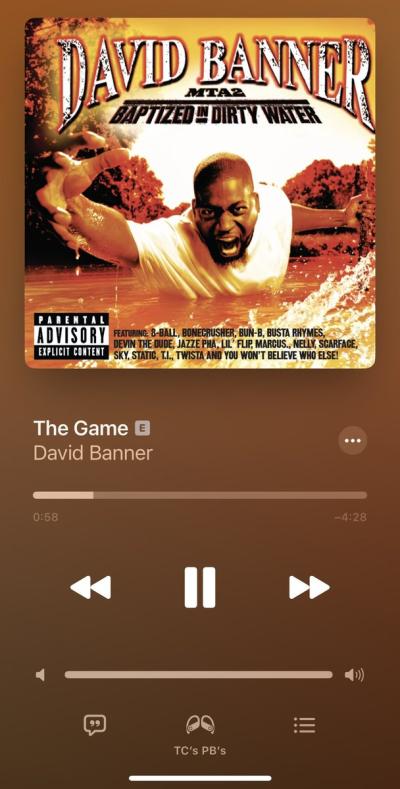 DAVID BANNER
MTA2
BAPTIZED IN DIRTY WATER
PARENTAL
ADVISORY
EXPLICIT CONTENT
FEATURING: 8-BALL, BONECRUSHER, BUN-B, BUSTA RHYMES,
DEVIN THE DUDE, JAZZE PHA, LIL' FLIP, MARCUS., NELLY, SCARFACE,
SKY, STATIC, T.I., TWISTA AND YOU WON'T BELIEVE WHO ELSE!
The Game E
David Banner
0:58
-4:28
TC's PB's